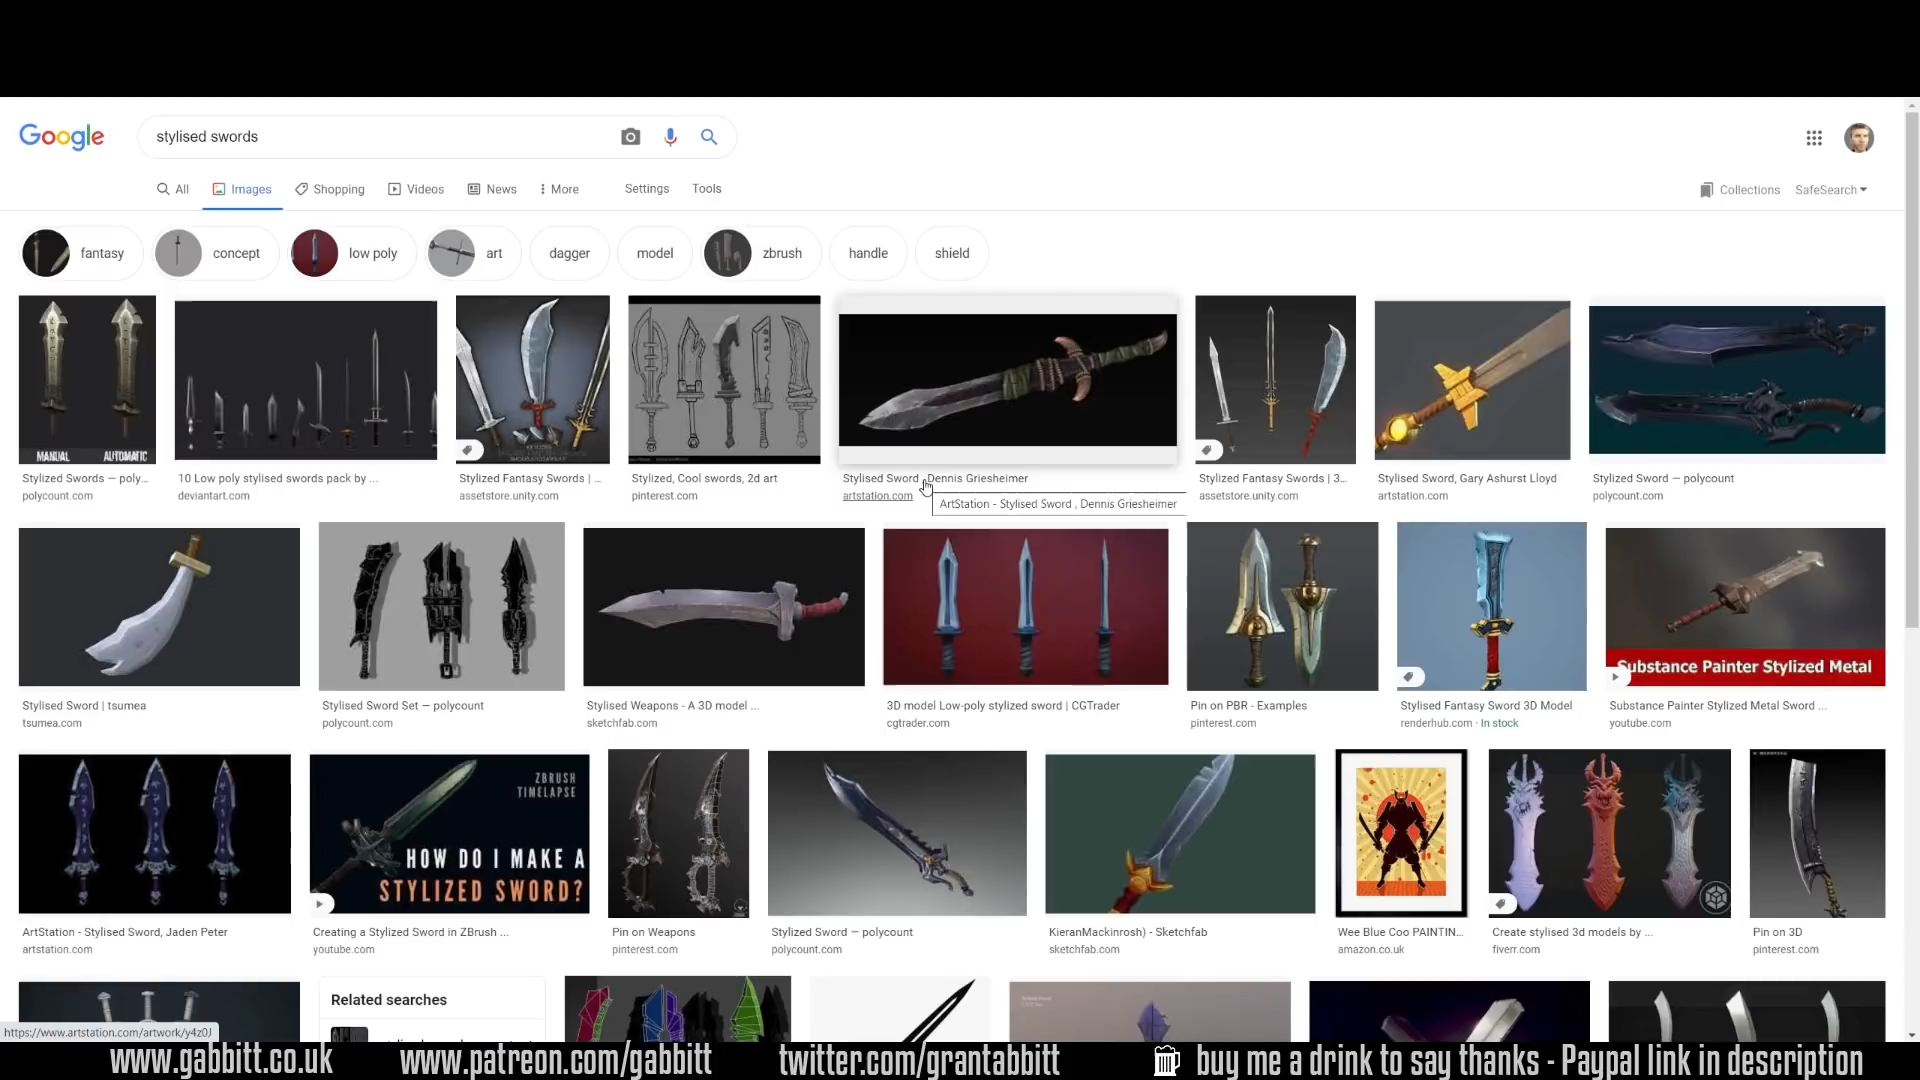 Google
stylised swords
All
Images
Shopping
Videos
News
More
Settings
Tools
Collections
SafeSearch
fantasy
concept
low poly
art
dagger
model
zbrush
handle
shield
MANUAL
AUTOMATIC
Stylized Swords — poly...
polycount.com
10 Low poly stylised swords pack by ...
deviantart.com
Stylized Fantasy Swords | ...
assetstore.unity.com
Stylized, Cool swords, 2d art
pinterest.com
Stylised Sword , Dennis Griesheimer
artstation.com
ArtStation - Stylised Sword , Dennis Griesheimer
Stylized Fantasy Swords | 3...
assetstore.unity.com
Stylised Sword, Gary Ashurst Lloyd
artstation.com
Stylized Sword — polycount
polycount.com
Substance Painter Stylized Metal
Stylised Sword | tsumea
tsumea.com
Stylised Sword Set — polycount
polycount.com
Stylised Weapons - A 3D model ...
sketchfab.com
3D model Low-poly stylized sword | CGTrader
cgtrader.com
Pin on PBR - Examples
pinterest.com
Stylised Fantasy Sword 3D Model
renderhub.com · In stock
Substance Painter Stylized Metal Sword ...
youtube.com
ZBRUSH
TIMELAPSE
HOW DO I MAKE A
STYLIZED SWORD?
ArtStation - Stylised Sword, Jaden Peter
artstation.com
Creating a Stylized Sword in ZBrush ...
youtube.com
Pin on Weapons
pinterest.com
Stylized Sword — polycount
polycount.com
KieranMackinrosh) - Sketchfab
sketchfab.com
Wee Blue Coo PAINTIN...
amazon.co.uk
Create stylised 3d models by ...
fiverr.com
Pin on 3D
pinterest.com
Related searches
https://www.artstation.com/artwork/y4z0J
www.gabbitt.co.uk
www.patreon.com/gabbitt
twitter.com/grantabbitt
buy me a drink to say thanks - Paypal link in description